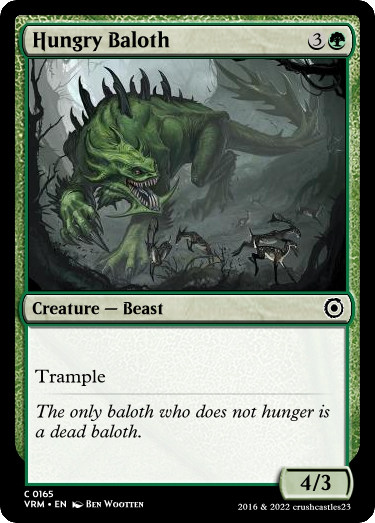 Hungry Baloth 3
Creature — Beast
Trample
The only baloth who does not hunger is
a dead baloth.
4/3
C 0165
VRM • EN Ben Wootten
2016 & 2022 crushcastles23